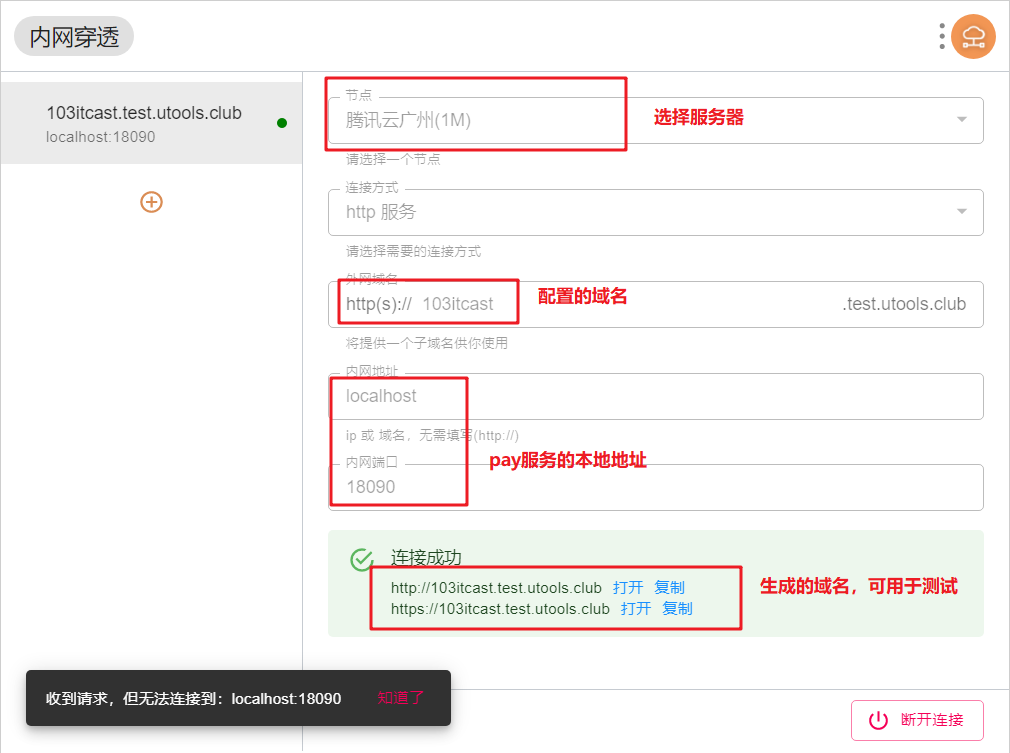 内网穿透
103itcast.test.utools.club
localhost:18090
节点
腾讯云广州(1M)
选择服务器
请选择一个节点
连接方式
http 服务
请选择需要的连接方式
外网域名
http(s):// 103itcast .test.utools.club
配置的域名
将提供一个子域名供你使用
内网地址
localhost
ip 或 域名，无需填写(http://)
pay服务的本地地址
内网端口
18090
连接成功
http://103itcast.test.utools.club 打开 复制
https://103itcast.test.utools.club 打开 复制
生成的域名，可用于测试
收到请求，但无法连接到：localhost:18090 知道了
断开连接